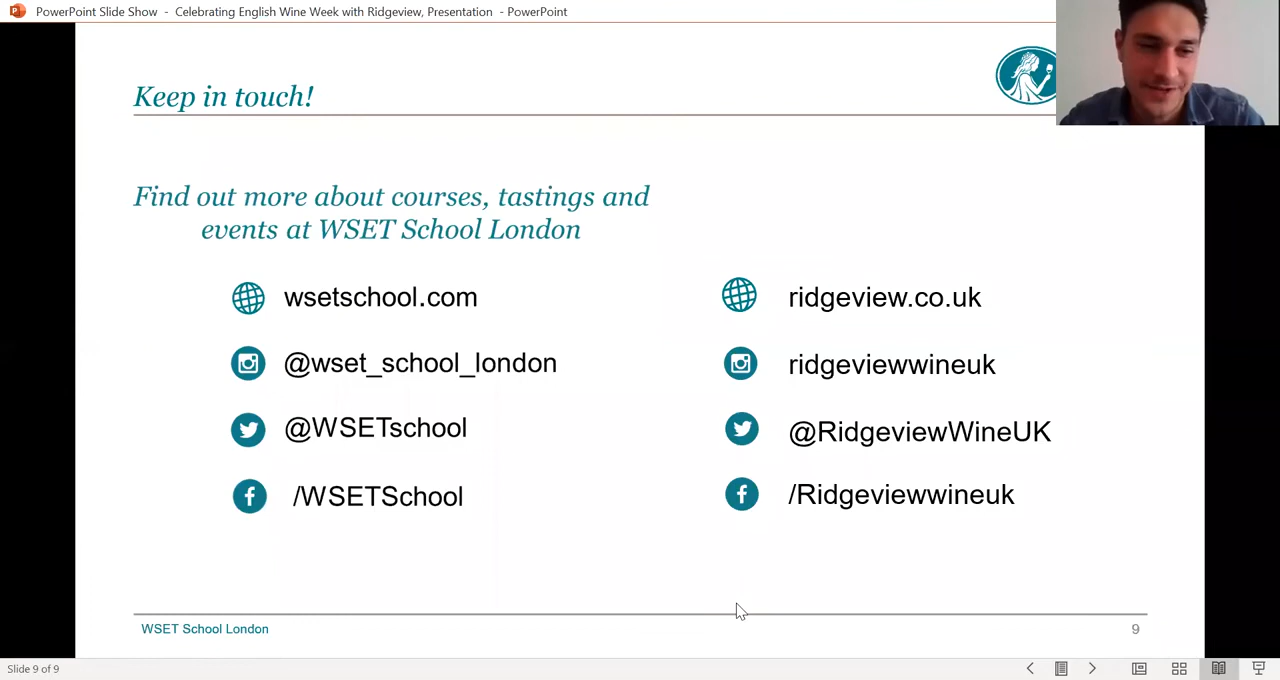 PowerPoint Slide Show - Celebrating English Wine Week with Ridgeview, Presentation - PowerPoint
Keep in touch!
Find out more about courses, tastings and
events at WSET School London
wsetschool.com
@wset_school_london
@WSETschool
/WSETSchool
ridgeview.co.uk
ridgeviewwineuk
@RidgeviewWineUK
/Ridgeviewwineuk
WSET School London
9
Slide 9 of 9